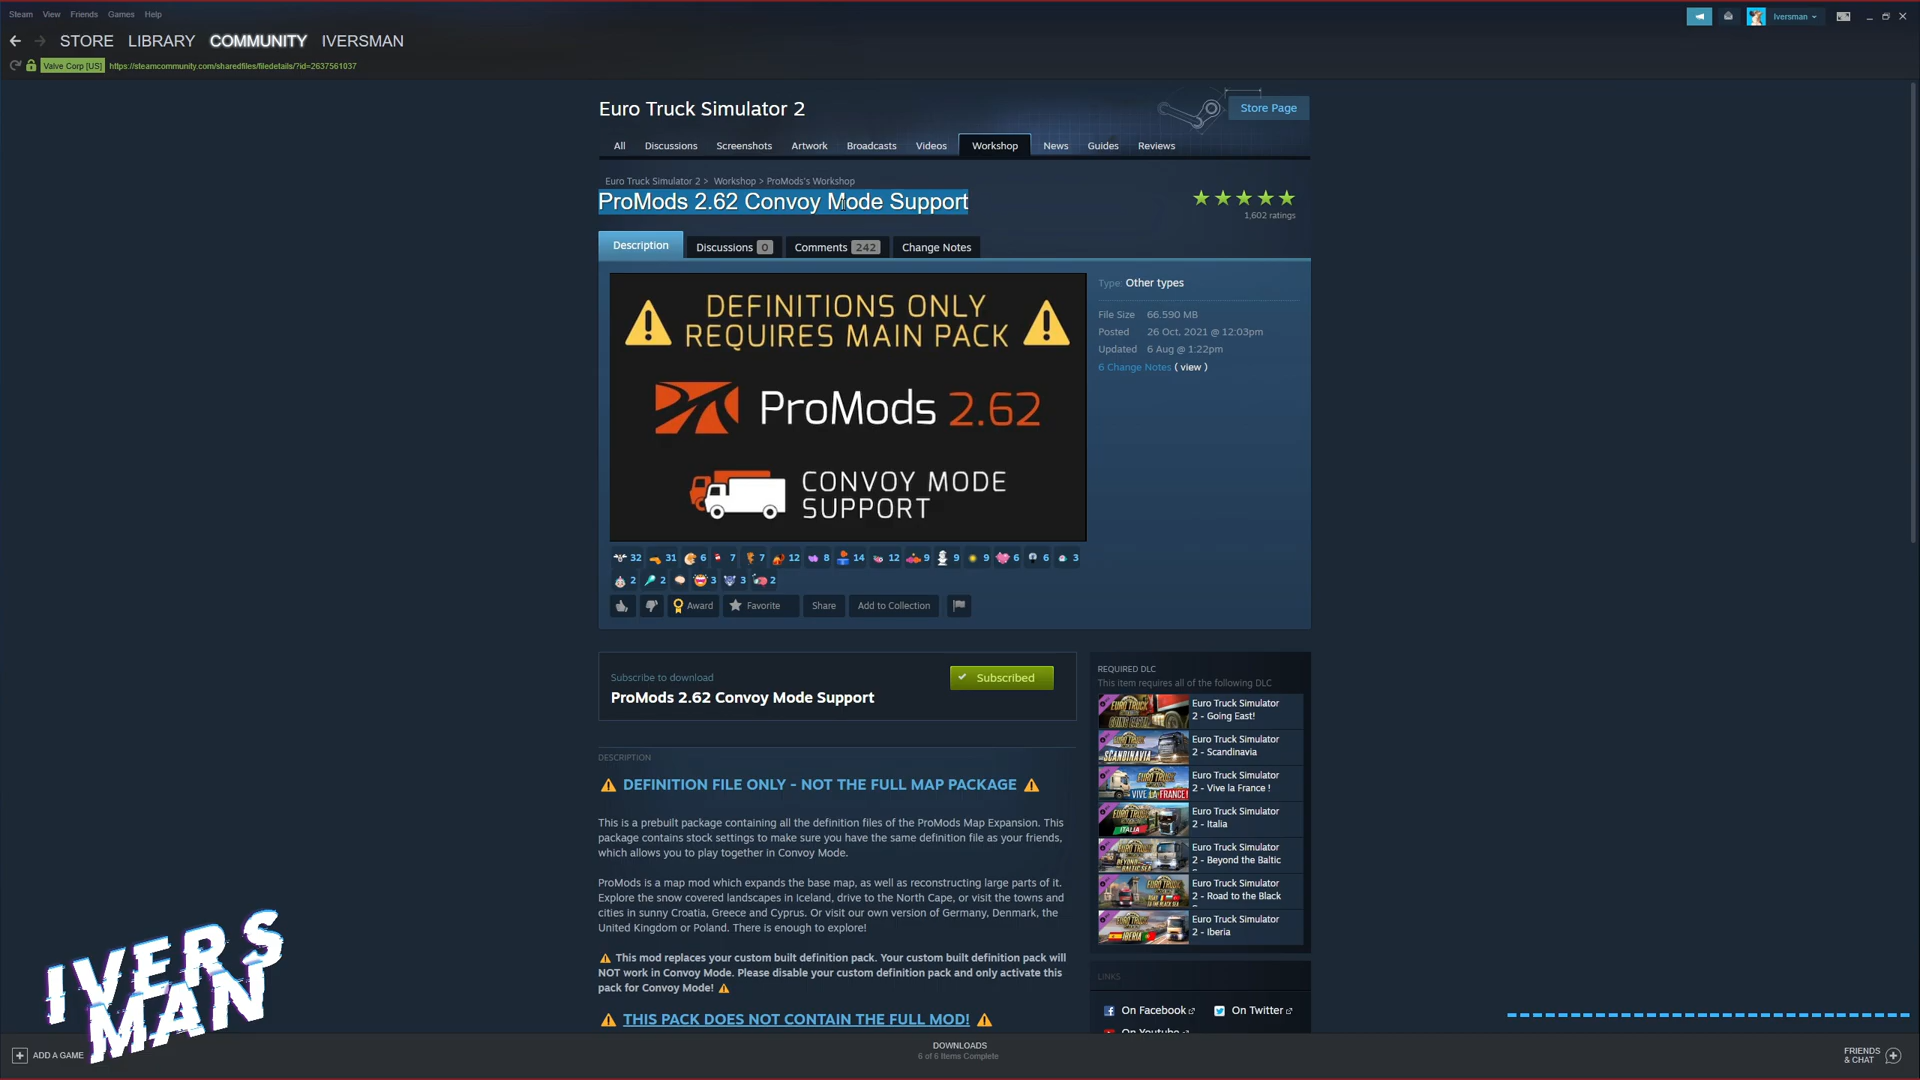 Steam View Friends Games Help
Iversman
STORE LIBRARY COMMUNITY IVERSMAN
Valve Corp [US] https://steamcommunity.com/sharedfiles/filedetails/?id=2637561037
Euro Truck Simulator 2
Store Page
All Discussions Screenshots Artwork Broadcasts Videos Workshop News Guides Reviews
Euro Truck Simulator 2 > Workshop > ProMods's Workshop
ProMods 2.62 Convoy Mode Support
1,602 ratings
Description Discussions 0 Comments 242 Change Notes
DEFINITIONS ONLY
REQUIRES MAIN PACK
ProMods 2.62
CONVOY MODE
SUPPORT
Type: Other types
File Size 66.590 MB
Posted 26 Oct, 2021 @ 12:03pm
Updated 6 Aug @ 1:22pm
6 Change Notes ( view )
32 31 6 7 7 12 8 14 12 9 9 9 6 6 3
2 2 3 3 2
Award Favorite Share Add to Collection
Subscribe to download
ProMods 2.62 Convoy Mode Support
Subscribed
REQUIRED DLC
This item requires all of the following DLC
Euro Truck Simulator
2 - Going East!
Euro Truck Simulator
2 - Scandinavia
Euro Truck Simulator
2 - Vive la France !
Euro Truck Simulator
2 - Italia
Euro Truck Simulator
2 - Beyond the Baltic
Euro Truck Simulator
2 - Road to the Black
Euro Truck Simulator
2 - Iberia
DESCRIPTION
DEFINITION FILE ONLY - NOT THE FULL MAP PACKAGE
This is a prebuilt package containing all the definition files of the ProMods Map Expansion. This
package contains stock settings to make sure you have the same definition file as your friends,
which allows you to play together in Convoy Mode.
ProMods is a map mod which expands the base map, as well as reconstructing large parts of it.
Explore the snow covered landscapes in Iceland, drive to the North Cape, or visit the towns and
cities in sunny Croatia, Greece and Cyprus. Or visit our own version of Germany, Denmark, the
United Kingdom or Poland. There is enough to explore!
This mod replaces your custom built definition pack. Your custom built definition pack will
NOT work in Convoy Mode. Please disable your custom definition pack and only activate this
pack for Convoy Mode!
THIS PACK DOES NOT CONTAIN THE FULL MOD!
LINKS
On Facebook On Twitter
On Youtube
IVERS
MAN
ADD A GAME
DOWNLOADS
6 of 6 Items Complete
FRIENDS
& CHAT